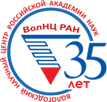 ВОЛОГОДСКИЙ НАУЧНЫЙ ЦЕНТР РОССИЙСКОЙ АКАДЕМИИ НАУК
ВолНЦ РАН
35
лет